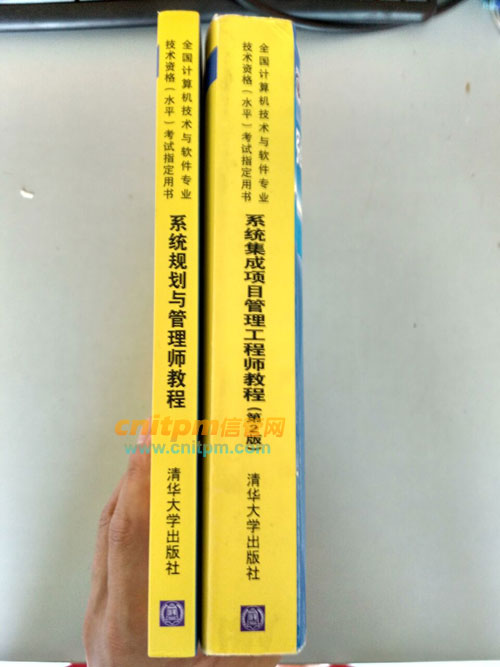 全国计算机技术与软件专业
技术资格（水平）考试指定用书
系统规划与管理师教程
清华大学出版社
全国计算机技术与软件专业
技术资格（水平）考试指定用书
系统集成项目管理工程师教程（第2版）
清华大学出版社
cnitpm信管网
www.cnitpm.com